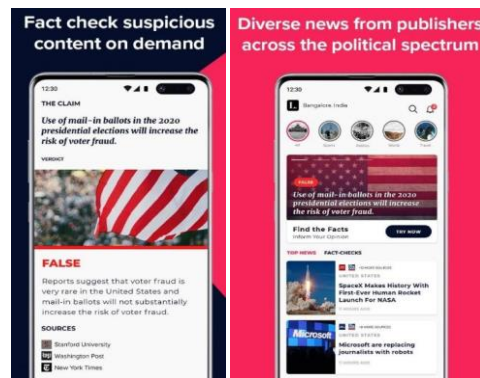 Fact check suspicious
content on demand
12:30
THE CLAIM
Use of mail-in ballots in the 2020
presidential elections will increase the
risk of voter fraud.
VERDICT
FALSE
Reports suggest that voter fraud is
very rare in the United States and
mail-in ballots will not substantially
increase the risk of voter fraud.
SOURCES
Stanford University
Washington Post
New York Times
Diverse news from publishers
across the political spectrum
12:30
L. Bangalore, India
All
World
Travel
FALSE
Use of mail-in ballots in the 2020
presidential elections will increase
the risk of voter fraud.
Find the Facts
Inform Your Opinion
TRY NOW
TOP NEWS FACT-CHECKS
UNITED STATES
SpaceX Makes History With
First-Ever Human Rocket
Launch For NASA
Microsoft
UNITED STATES
Microsoft are replacing
journalists with robots